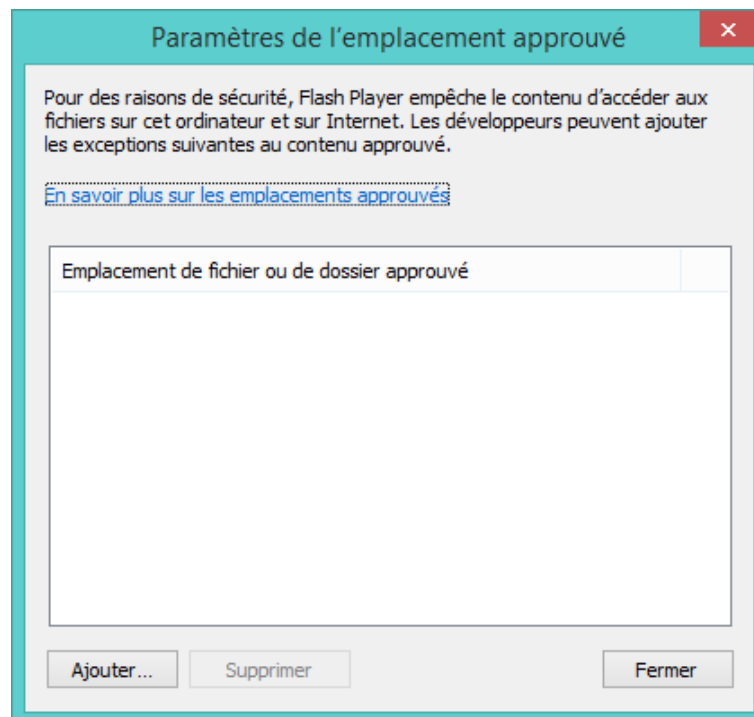 Paramètres de l'emplacement approuvé
Pour des raisons de sécurité, Flash Player empêche le contenu d'accéder aux
fichiers sur cet ordinateur et sur Internet. Les développeurs peuvent ajouter
les exceptions suivantes au contenu approuvé.
En savoir plus sur les emplacements approuvés
Emplacement de fichier ou de dossier approuvé
Ajouter...
Supprimer
Fermer